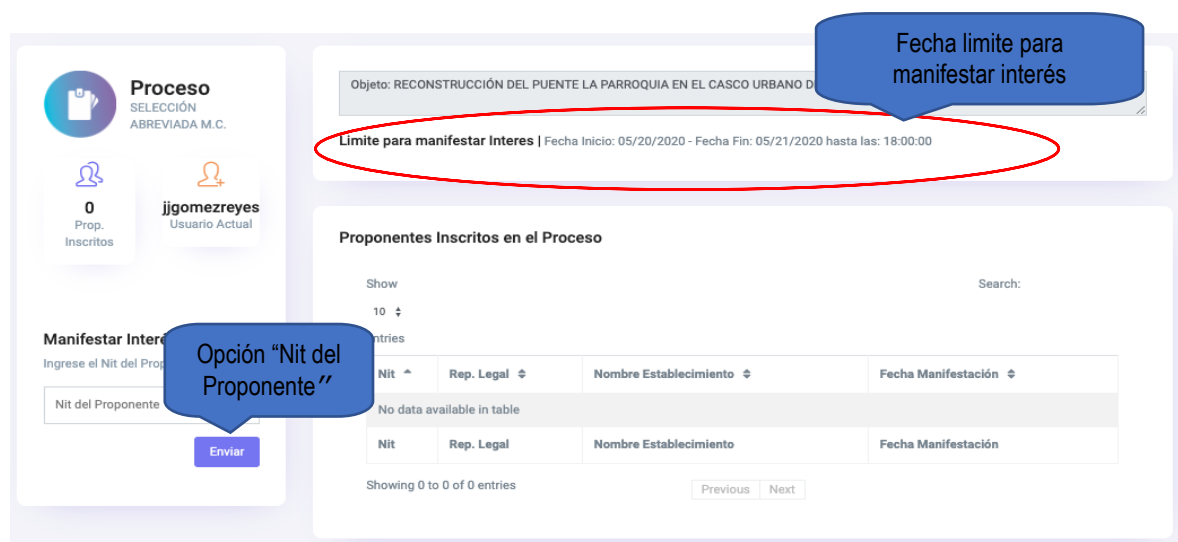 Fecha limite para
manifestar interés
Proceso
SELECCIÓN
ABREVIADA M.C.
0
Prop.
Inscritos
jjgomezreyes
Usuario Actual
Manifestar
Ingrese el Nit del
Nit del Proponente
Enviar
Opción “Nit del
Proponente”
Objeto: RECONSTRUCCIÓN DEL PUENTE LA PARROQUIA EN EL CASCO URBANO
Limite para manifestar Interes | Fecha Inicio: 05/20/2020 - Fecha Fin: 05/21/2020 hasta las: 18:00:00
Proponentes Inscritos en el Proceso
Show
Search:
10
ntries
Nit Rep. Legal Nombre Establecimiento Fecha Manifestación
No data available in table
Nit Rep. Legal Nombre Establecimiento Fecha Manifestación
Showing 0 to 0 of 0 entries
Previous Next